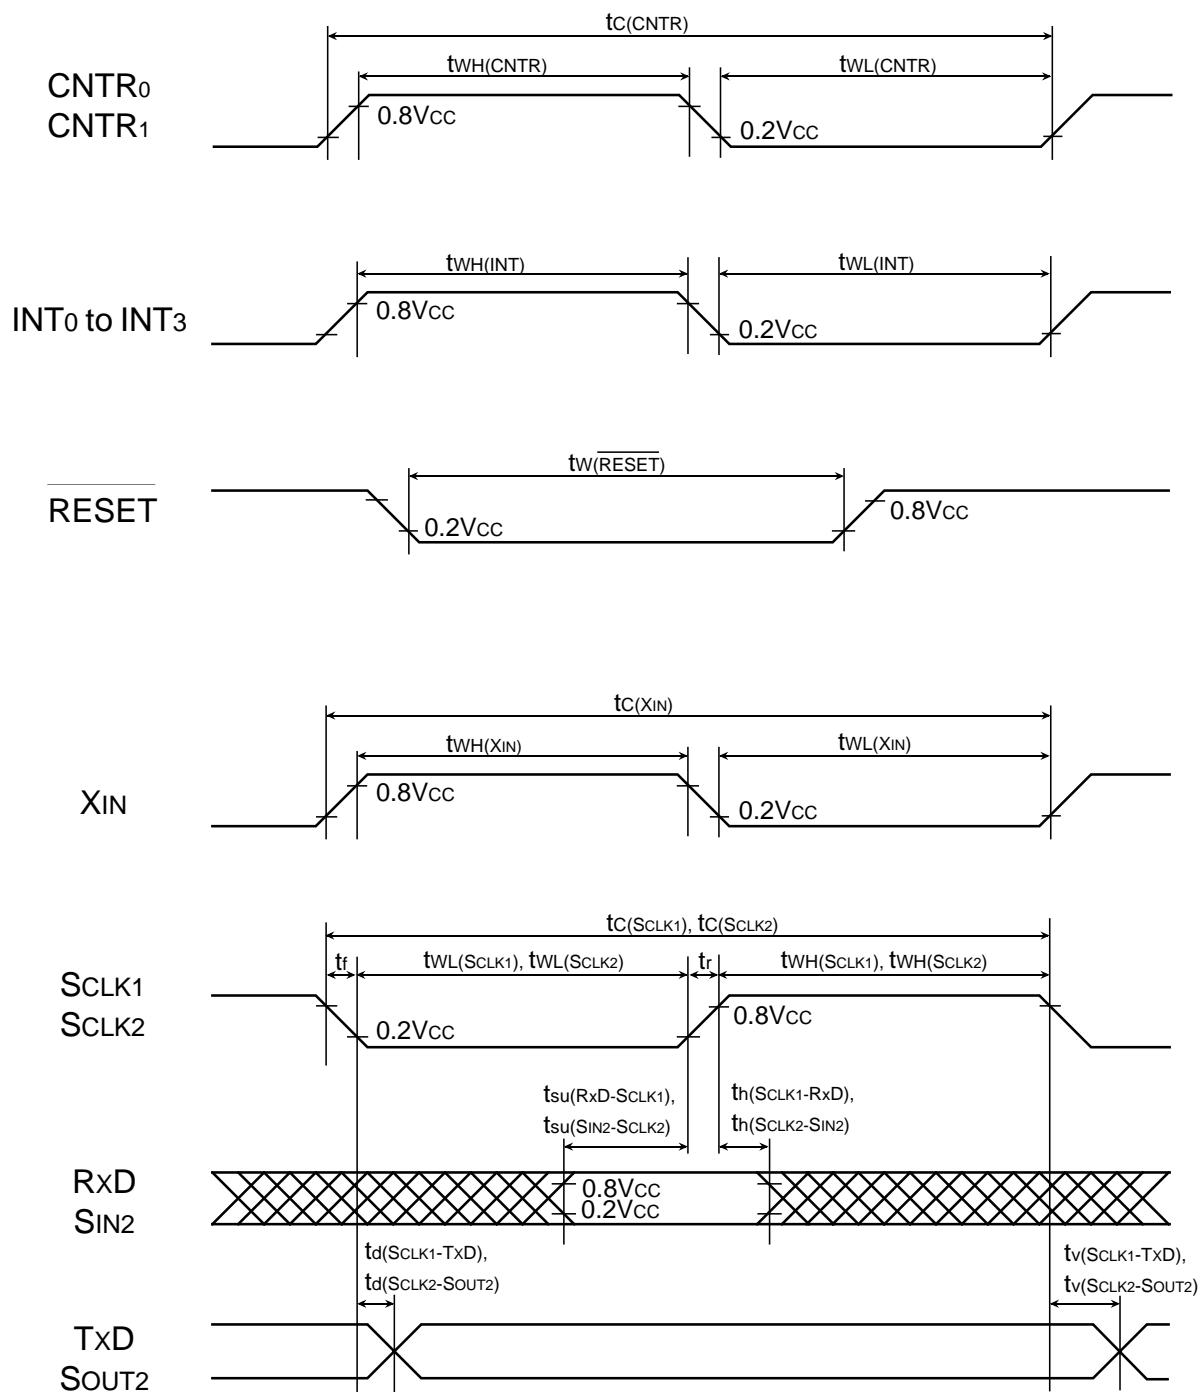 tC(CNTR)
tWH(CNTR)
tWL(CNTR)
CNTR0
CNTR1
0.8VCC
0.2VCC
tWH(INT)
tWL(INT)
INT0 to INT3
0.8VCC
0.2VCC
tW(RESET)
RESET
0.2VCC
0.8VCC
tC(XIN)
tWH(XIN)
tWL(XIN)
XIN
0.8VCC
0.2VCC
tC(SCLK1), tC(SCLK2)
tf
tWL(SCLK1), tWL(SCLK2)
tr
tWH(SCLK1), tWH(SCLK2)
SCLK1
SCLK2
0.2VCC
0.8VCC
tsu(RxD-SCLK1),
tsu(SIN2-SCLK2)
th(SCLK1-RxD),
th(SCLK2-SIN2)
RXD
SIN2
0.8VCC
0.2VCC
td(SCLK1-TXD),
td(SCLK2-SOUT2)
tv(SCLK1-TXD),
tv(SCLK2-SOUT2)
TXD
SOUT2